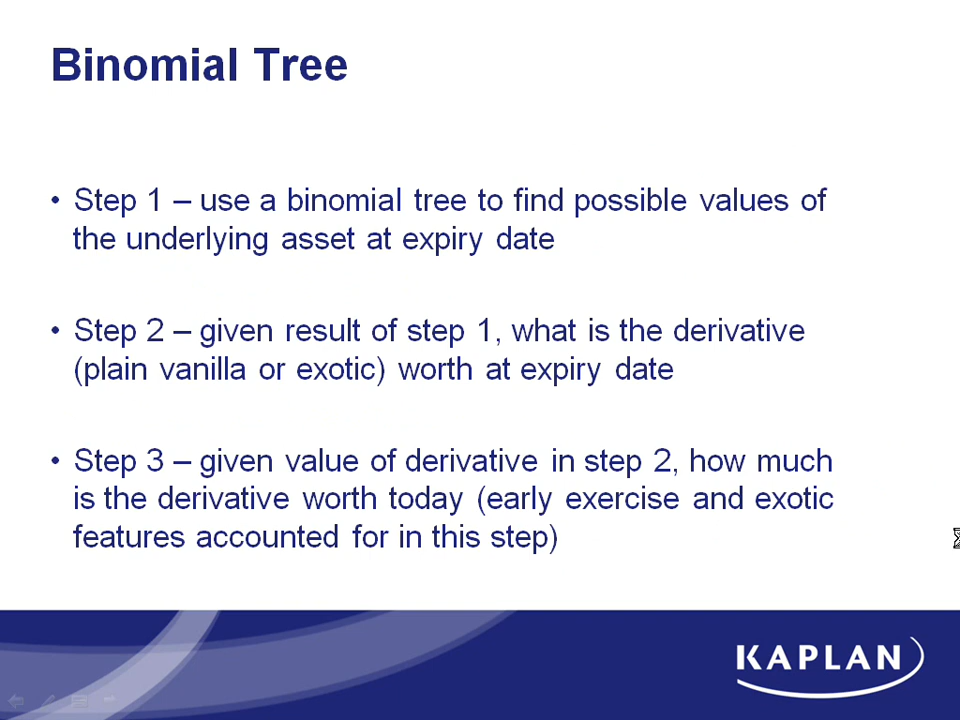 Binomial Tree
• Step 1 – use a binomial tree to find possible values of
the underlying asset at expiry date
• Step 2 – given result of step 1, what is the derivative
(plain vanilla or exotic) worth at expiry date
• Step 3 – given value of derivative in step 2, how much
is the derivative worth today (early exercise and exotic
features accounted for in this step)
KAPLAN